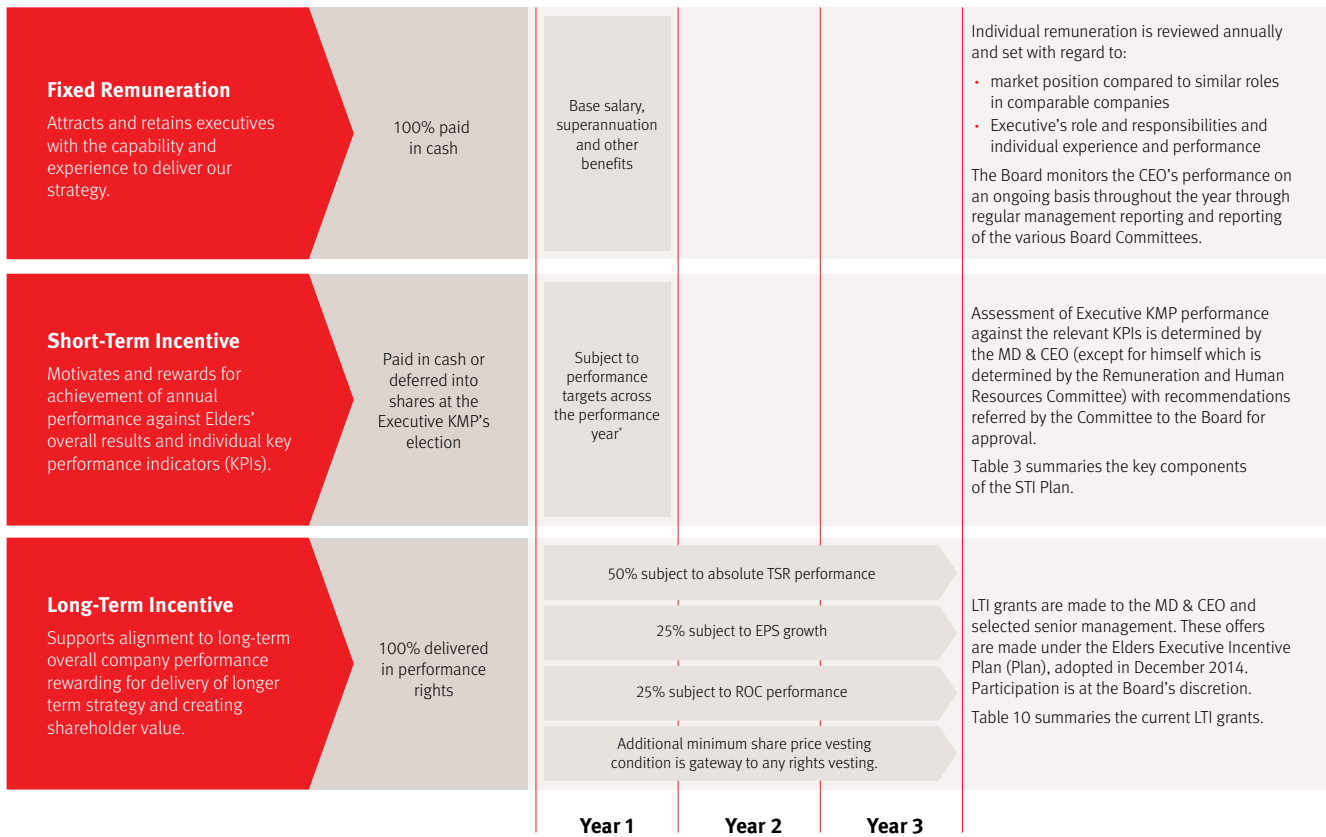 Fixed Remuneration
Attracts and retains executives
with the capability and
experience to deliver our
strategy.
100% paid
in cash
Base salary,
superannuation
and other
benefits
Individual remuneration is reviewed annually
and set with regard to:
• market position compared to similar roles
in comparable companies
• Executive's role and responsibilities and
individual experience and performance
The Board monitors the CEO's performance on
an ongoing basis throughout the year through
regular management reporting and reporting
of the various Board Committees.
Short-Term Incentive
Motivates and rewards for
achievement of annual
performance against Elders'
overall results and individual key
performance indicators (KPIs).
Paid in cash or
deferred into
shares at the
Executive KMP's
election
Subject to
performance
targets across
the performance
year*
Assessment of Executive KMP performance
against the relevant KPIs is determined by
the MD & CEO (except for himself which is
determined by the Remuneration and Human
Resources Committee) with recommendations
referred by the Committee to the Board for
approval.
Table 3 summaries the key components
of the STI Plan.
Long-Term Incentive
Supports alignment to long-term
overall company performance
rewarding for delivery of longer
term strategy and creating
shareholder value.
100% delivered
in performance
rights
50% subject to absolute TSR performance
25% subject to EPS growth
25% subject to ROC performance
Additional minimum share price vesting
condition is gateway to any rights vesting.
LTI grants are made to the MD & CEO and
selected senior management. These offers
are made under the Elders Executive Incentive
Plan (Plan), adopted in December 2014.
Participation is at the Board's discretion.
Table 10 summaries the current LTI grants.
Year 1
Year 2
Year 3